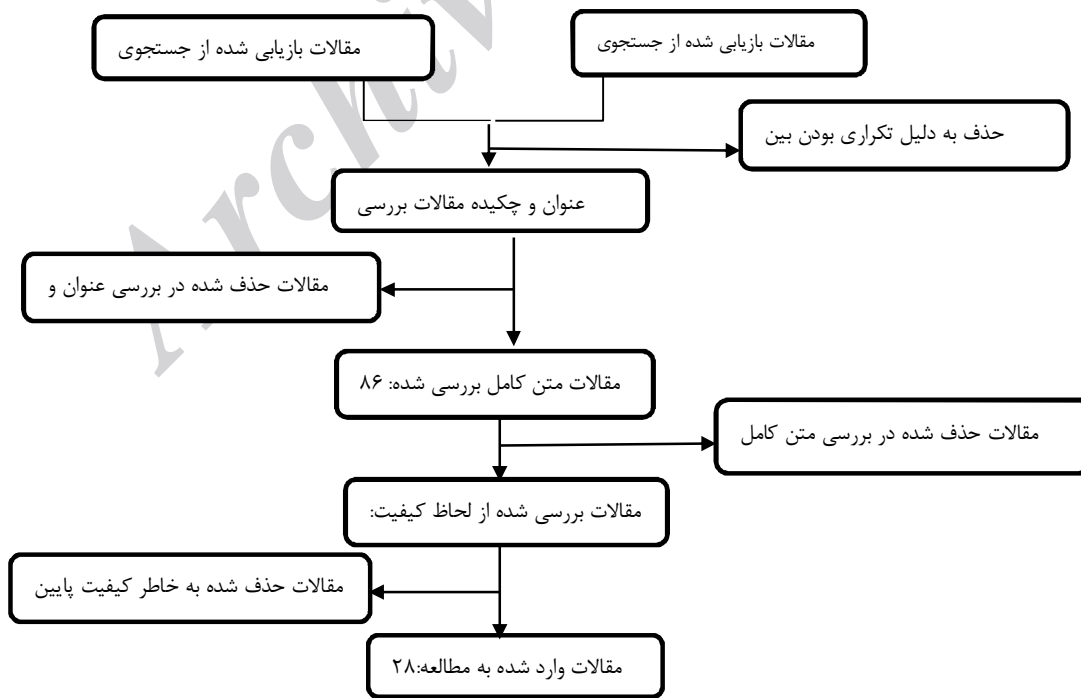 مقالات بازیابی شده از جستجوی
مقالات بازیابی شده از جستجوی
حذف به دلیل تکراری بودن بین
عنوان و چکیده مقالات بررسی
مقالات حذف شده در بررسی عنوان و
مقالات متن کامل بررسی شده: ۸۶
مقالات حذف شده در بررسی متن کامل
مقالات بررسی شده از لحاظ کیفیت:
مقالات حذف شده به خاطر کیفیت پایین
مقالات وارد شده به مطالعه:۲۸